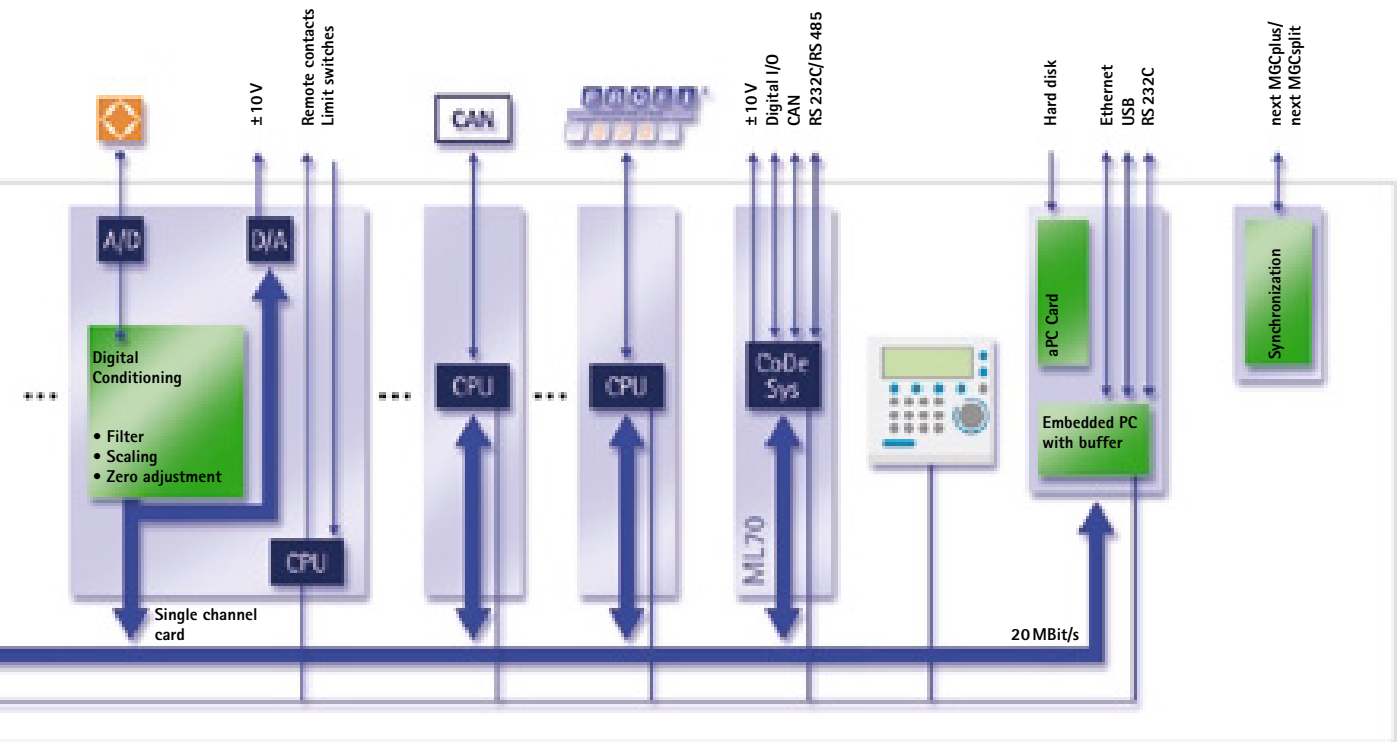 ± 10 V
Remote contacts
Limit switches
CAN
PROFI
± 10 V
Digital I/O
CAN
RS 232C/RS 485
Hard disk
Ethernet
USB
RS 232C
next MGCplus/
next MGCsplit
A/D
D/A
Digital
Conditioning
• Filter
• Scaling
• Zero adjustment
CPU
Single channel
card
CPU
CPU
CoDe
Sys
ML70
aPC Card
Embedded PC
with buffer
Synchronization
20 MBit/s
...
...
...